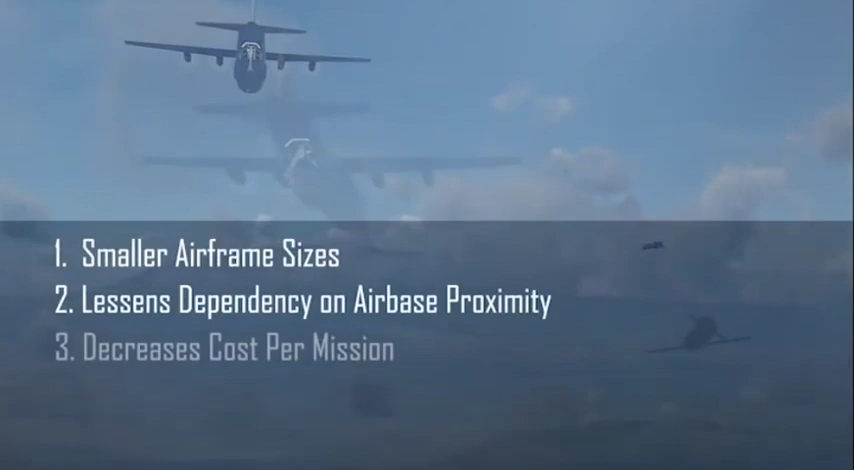 1. Smaller Airframe Sizes
2. Lessens Dependency on Airbase Proximity
3. Decreases Cost Per Mission